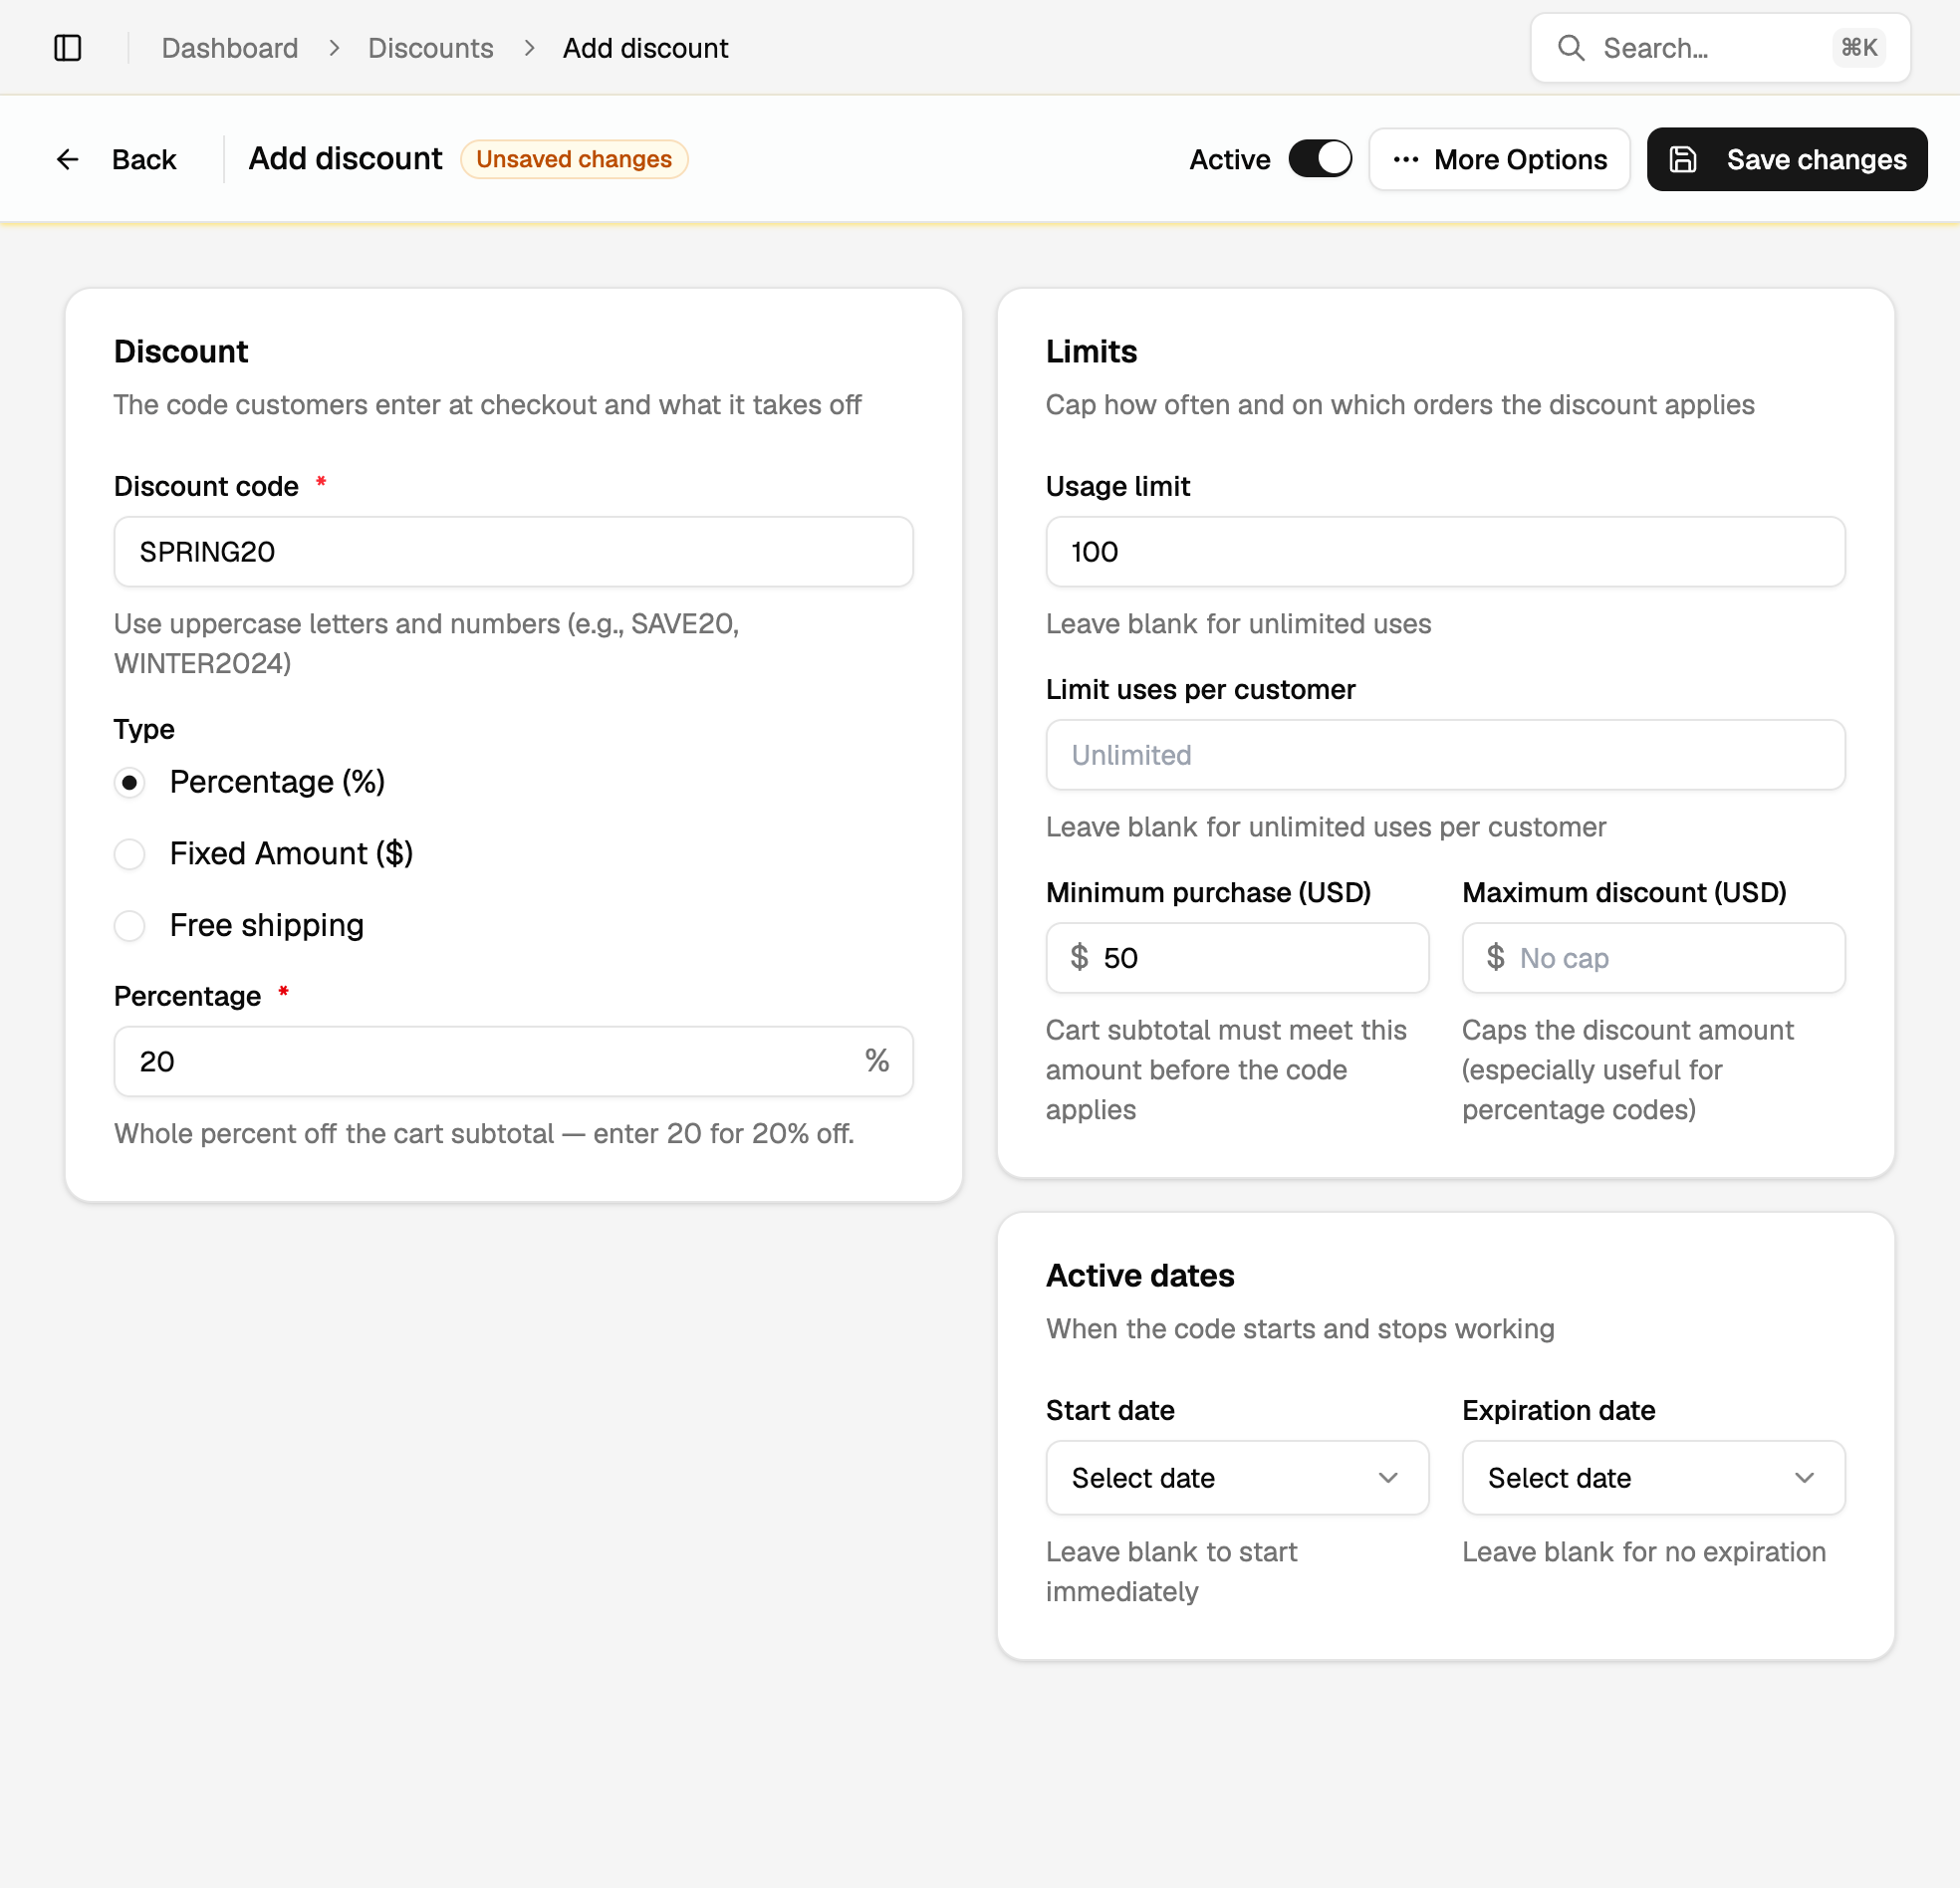 Dashboard > Discounts > Add discount
Search... ⌘K
Back
Add discount
Unsaved changes
Active
More Options
Save changes
Discount
The code customers enter at checkout and what it takes off
Discount code *
SPRING20
Use uppercase letters and numbers (e.g., SAVE20,
WINTER2024)
Type
Percentage (%)
Fixed Amount ($)
Free shipping
Percentage *
20 %
Whole percent off the cart subtotal — enter 20 for 20% off.
Limits
Cap how often and on which orders the discount applies
Usage limit
100
Leave blank for unlimited uses
Limit uses per customer
Unlimited
Leave blank for unlimited uses per customer
Minimum purchase (USD)
$ 50
Cart subtotal must meet this
amount before the code
applies
Maximum discount (USD)
$ No cap
Caps the discount amount
(especially useful for
percentage codes)
Active dates
When the code starts and stops working
Start date
Select date
Leave blank to start
immediately
Expiration date
Select date
Leave blank for no expiration